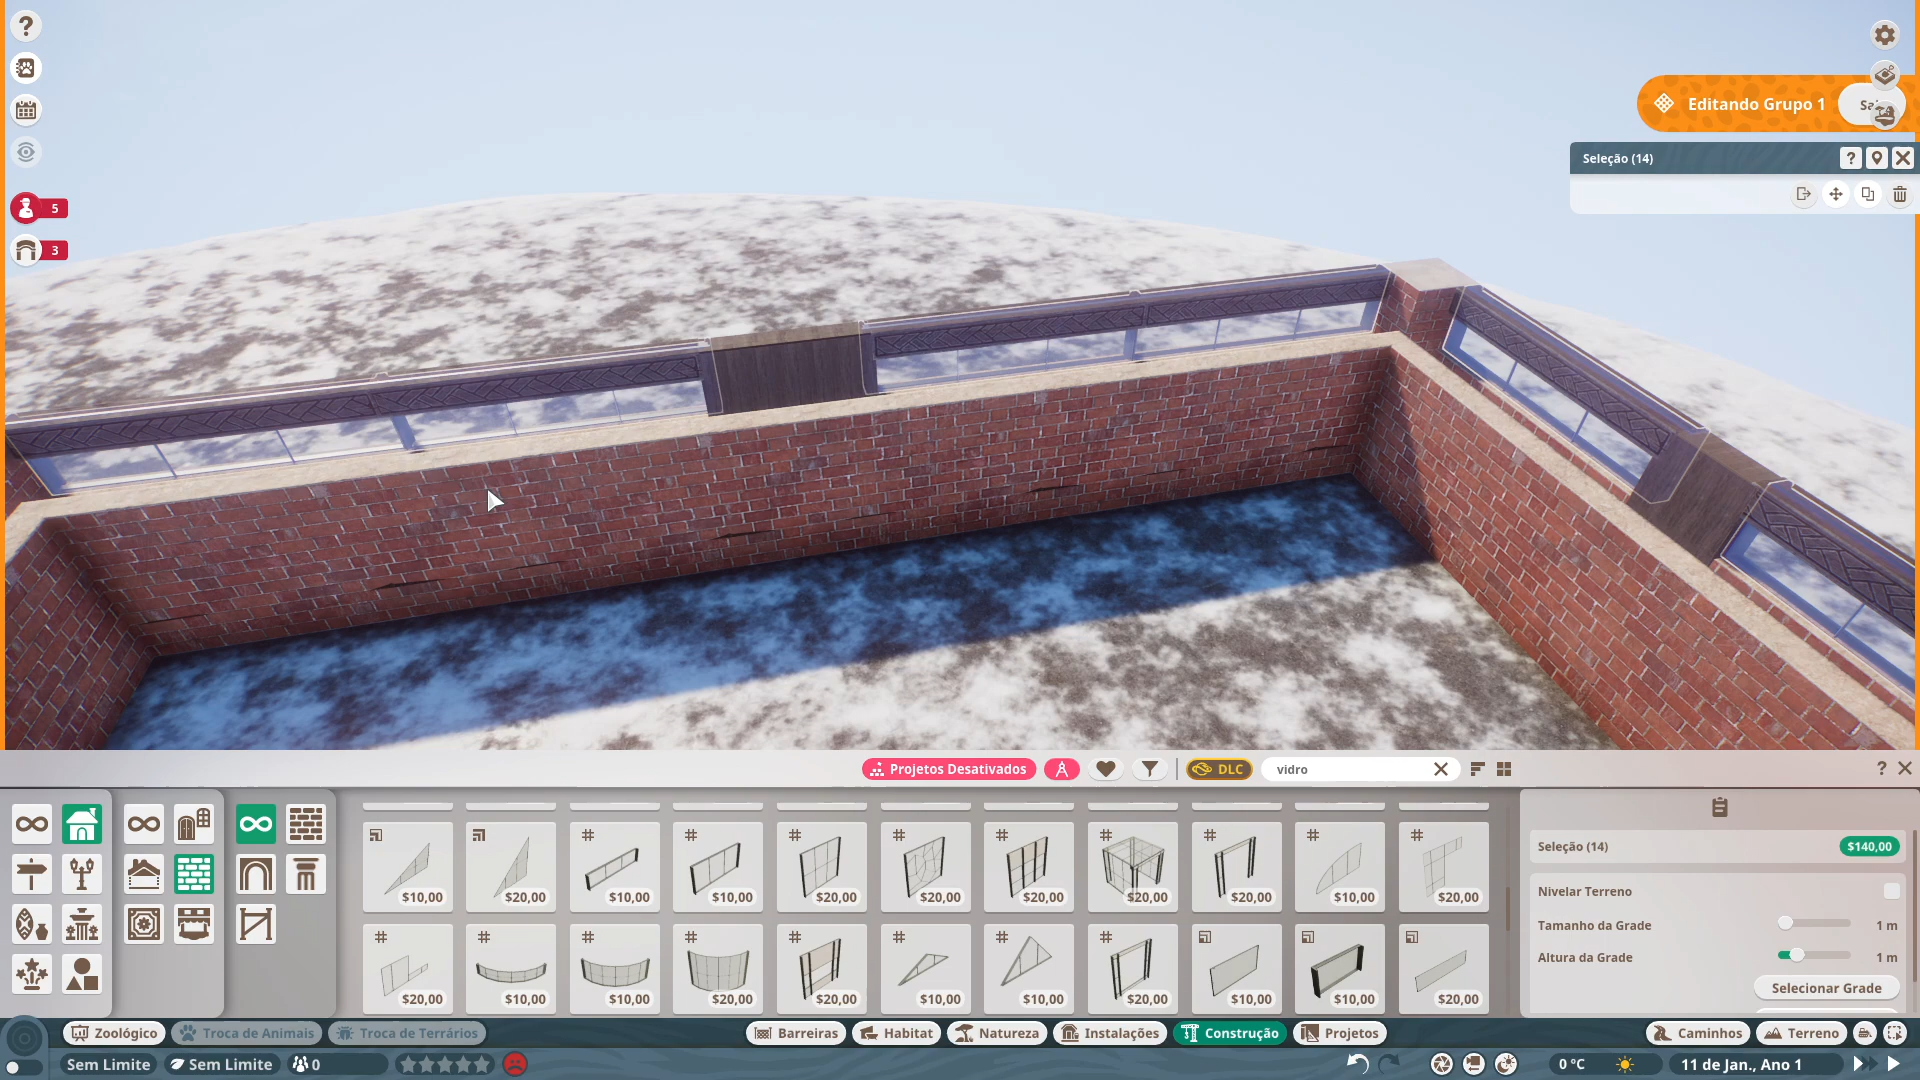 ?
Editando Grupo 1
Seleção (14)
?
5
3
Projetos Desativados
DLC
vidro
?
$10,00
$20,00
$10,00
$10,00
$20,00
$20,00
$20,00
$20,00
$20,00
$10,00
$20,00
$20,00
$10,00
$10,00
$20,00
$20,00
$10,00
$10,00
$20,00
$10,00
$10,00
$20,00
Seleção (14)
$140,00
Nivelar Terreno
Tamanho da Grade
1 m
Altura da Grade
1 m
Selecionar Grade
Zoológico
Troca de Animais
Troca de Terrários
Barreiras
Habitat
Natureza
Instalações
Construção
Projetos
Caminhos
Terreno
Sem Limite
Sem Limite
0
0 °C
11 de Jan., Ano 1